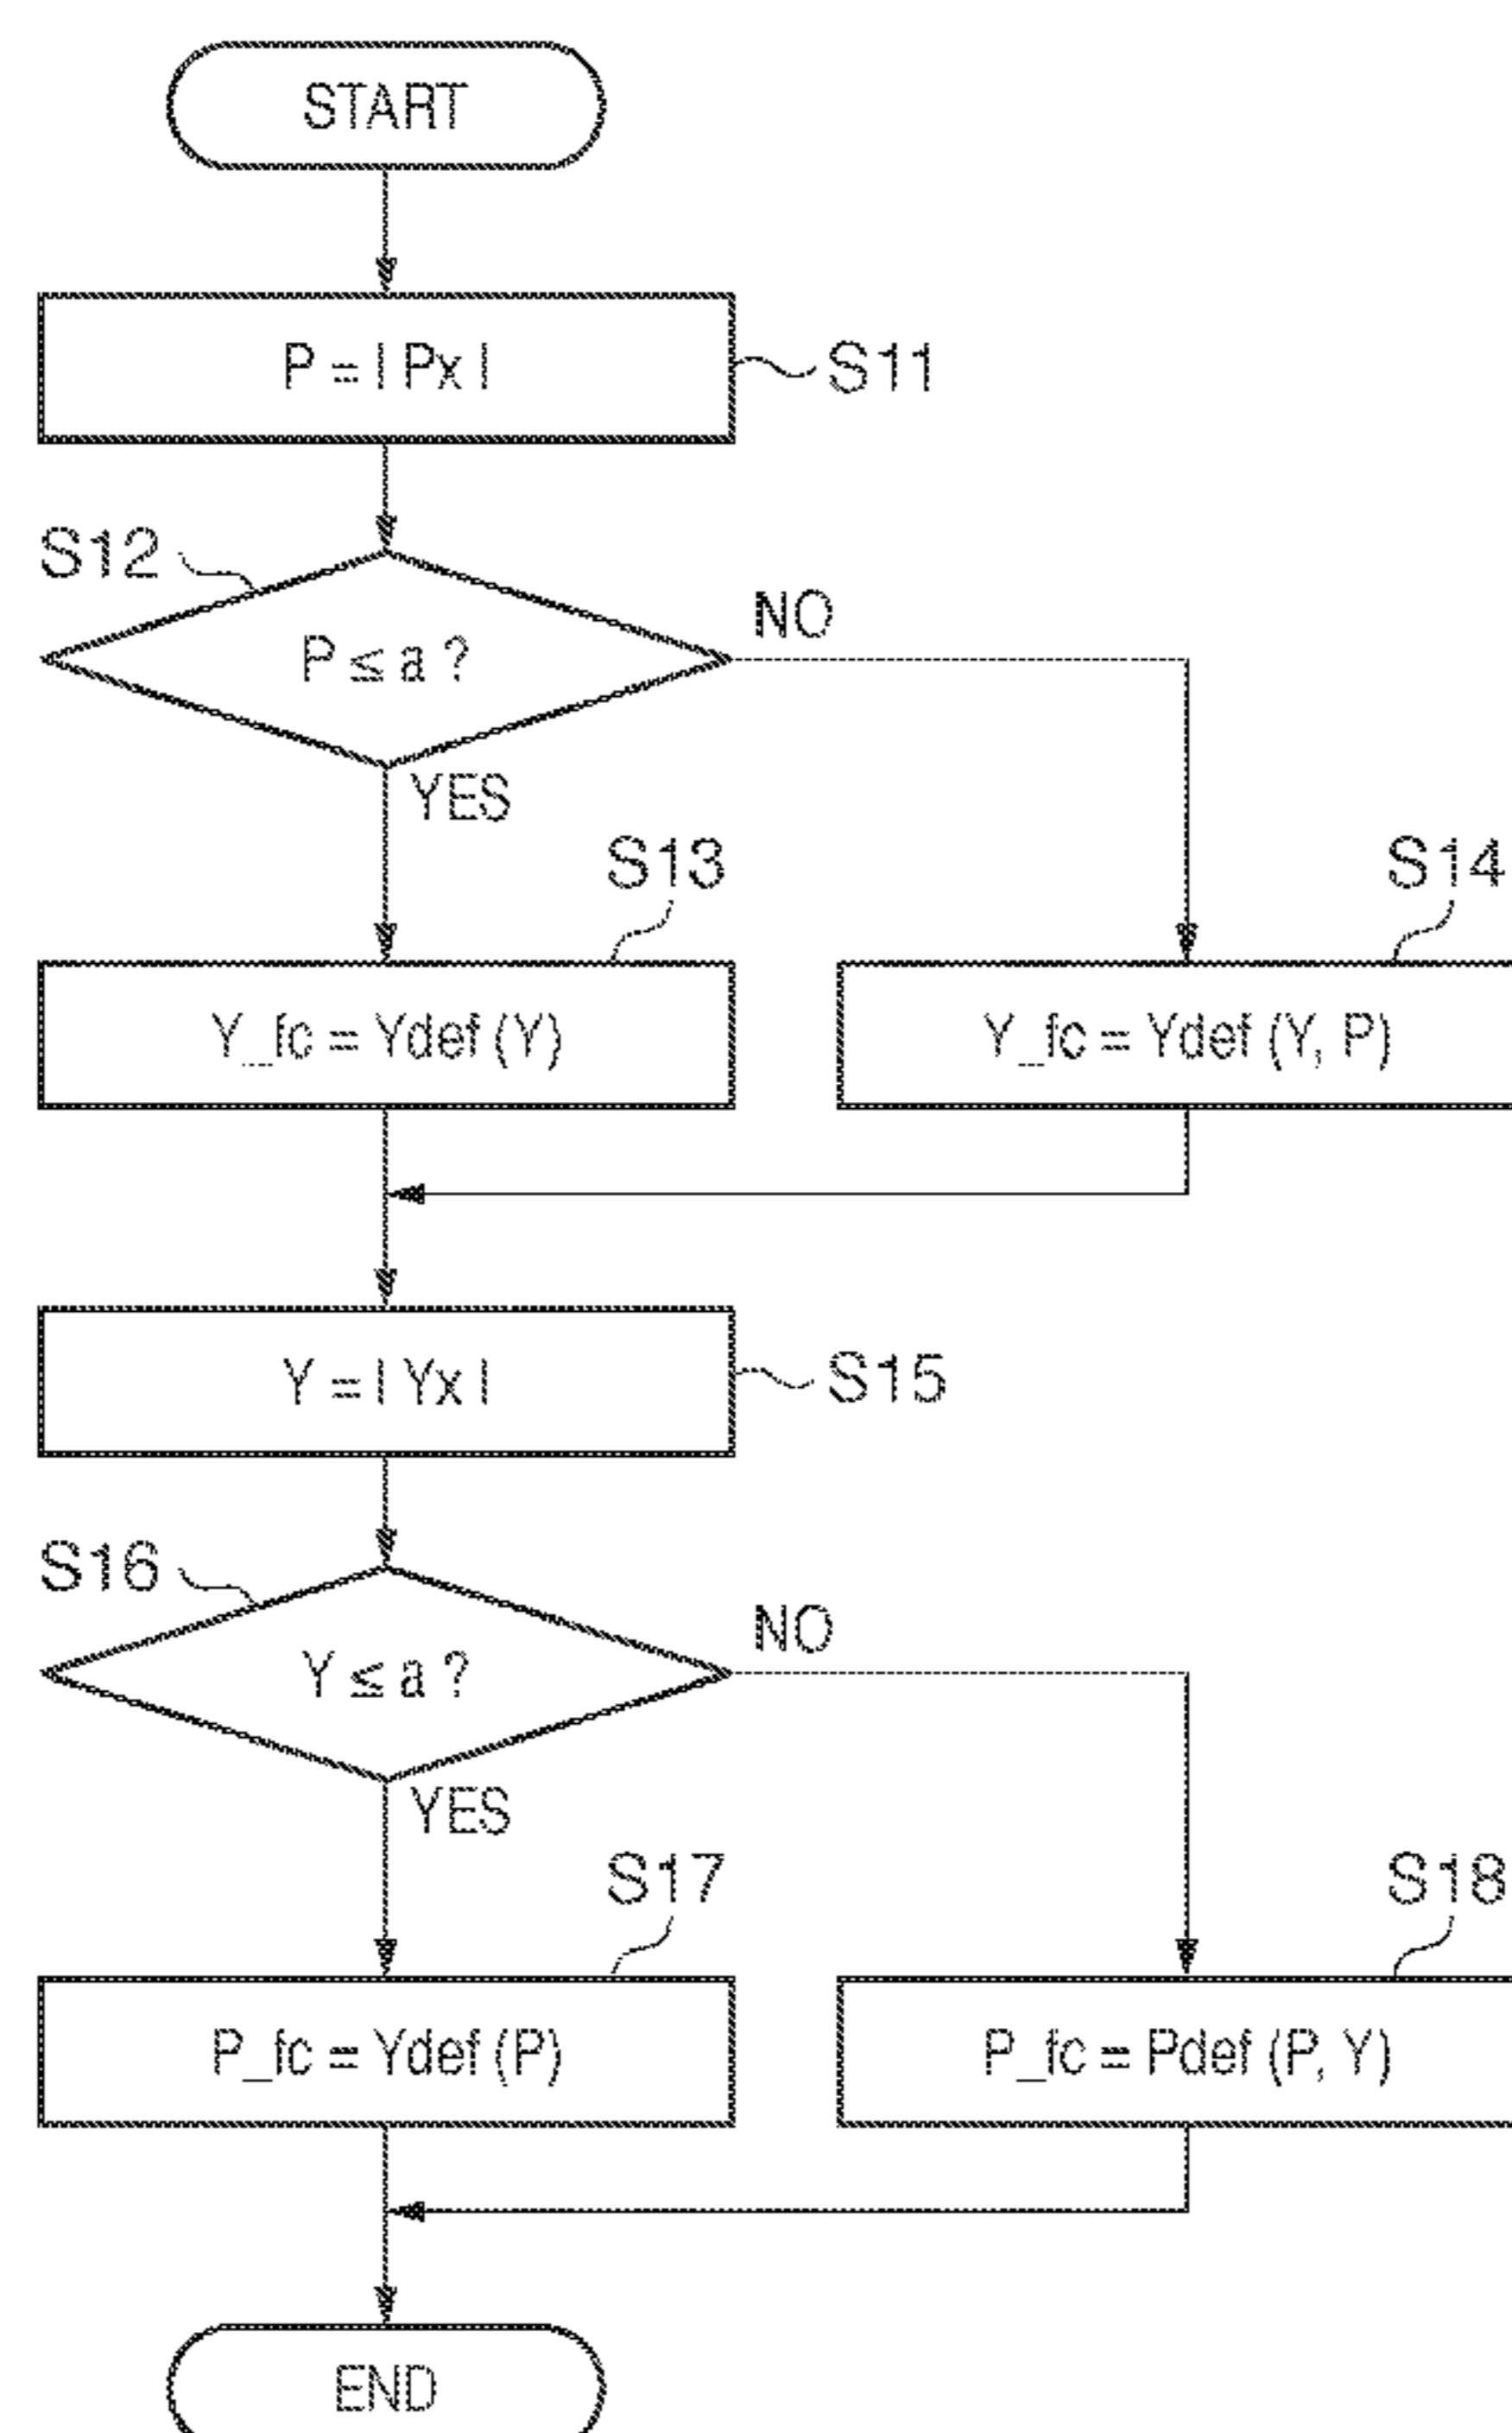 START
P = | Px |
S11
S12
P ≤ a ?
NO
YES
S13
S14
Y_fc = Ydef (Y)
Y_fc = Ydef (Y, P)
Y = | Yx |
S15
S16
Y ≤ a ?
NO
YES
S17
S18
P_fc = Ydef (P)
P_fc = Pdef (P, Y)
END